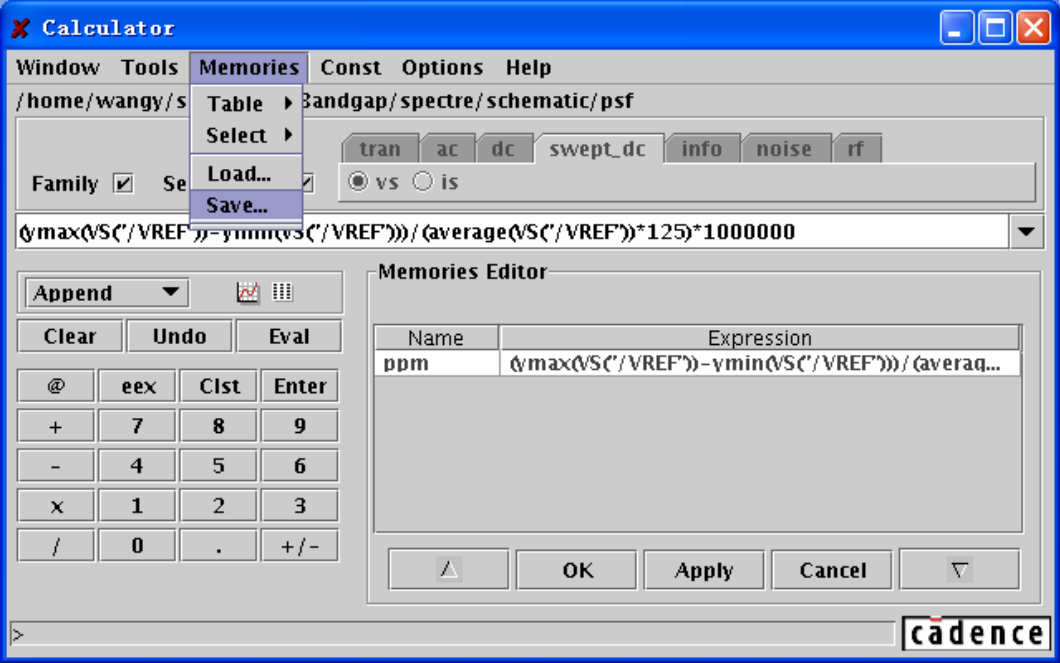 Calculator
Window Tools Memories Const Options Help
/home/wangy/s Bandgap/spectre/schematic/psf
Table
Select
Load...
Save...
tran ac dc swept_dc info noise rf
Family Se vs is
(ymax(VS("/VREF"))-ymin(VS("/VREF")))/(average(VS("/VREF"))*125)*1000000
Memories Editor
Append
Clear Undo Eval
Name Expression
ppm (ymax(VS("/VREF"))-ymin(VS("/VREF")))/(averag...
@ eex Clst Enter
+ 7 8 9
- 4 5 6
x 1 2 3
/ 0 . +/-
OK Apply Cancel
>
cādence